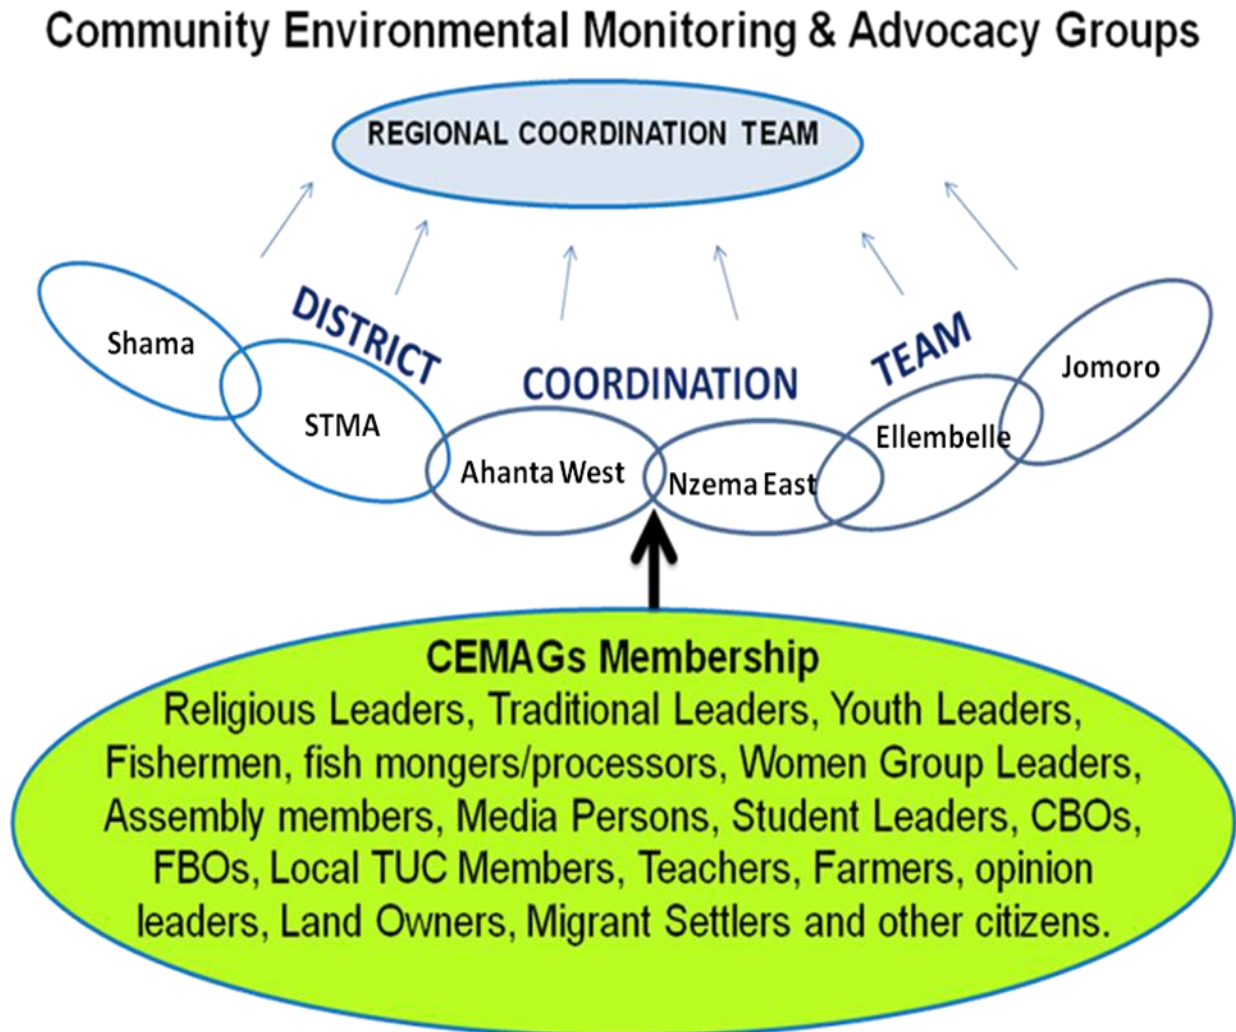 Community Environmental Monitoring & Advocacy Groups
REGIONAL COORDINATION TEAM
DISTRICT
COORDINATION
TEAM
Shama
STMA
Ahanta West
Nzema East
Ellembelle
Jomoro
CEMAGs Membership
Religious Leaders, Traditional Leaders, Youth Leaders,
Fishermen, fish mongers/processors, Women Group Leaders,
Assembly members, Media Persons, Student Leaders, CBOs,
FBOs, Local TUC Members, Teachers, Farmers, opinion
leaders, Land Owners, Migrant Settlers and other citizens.